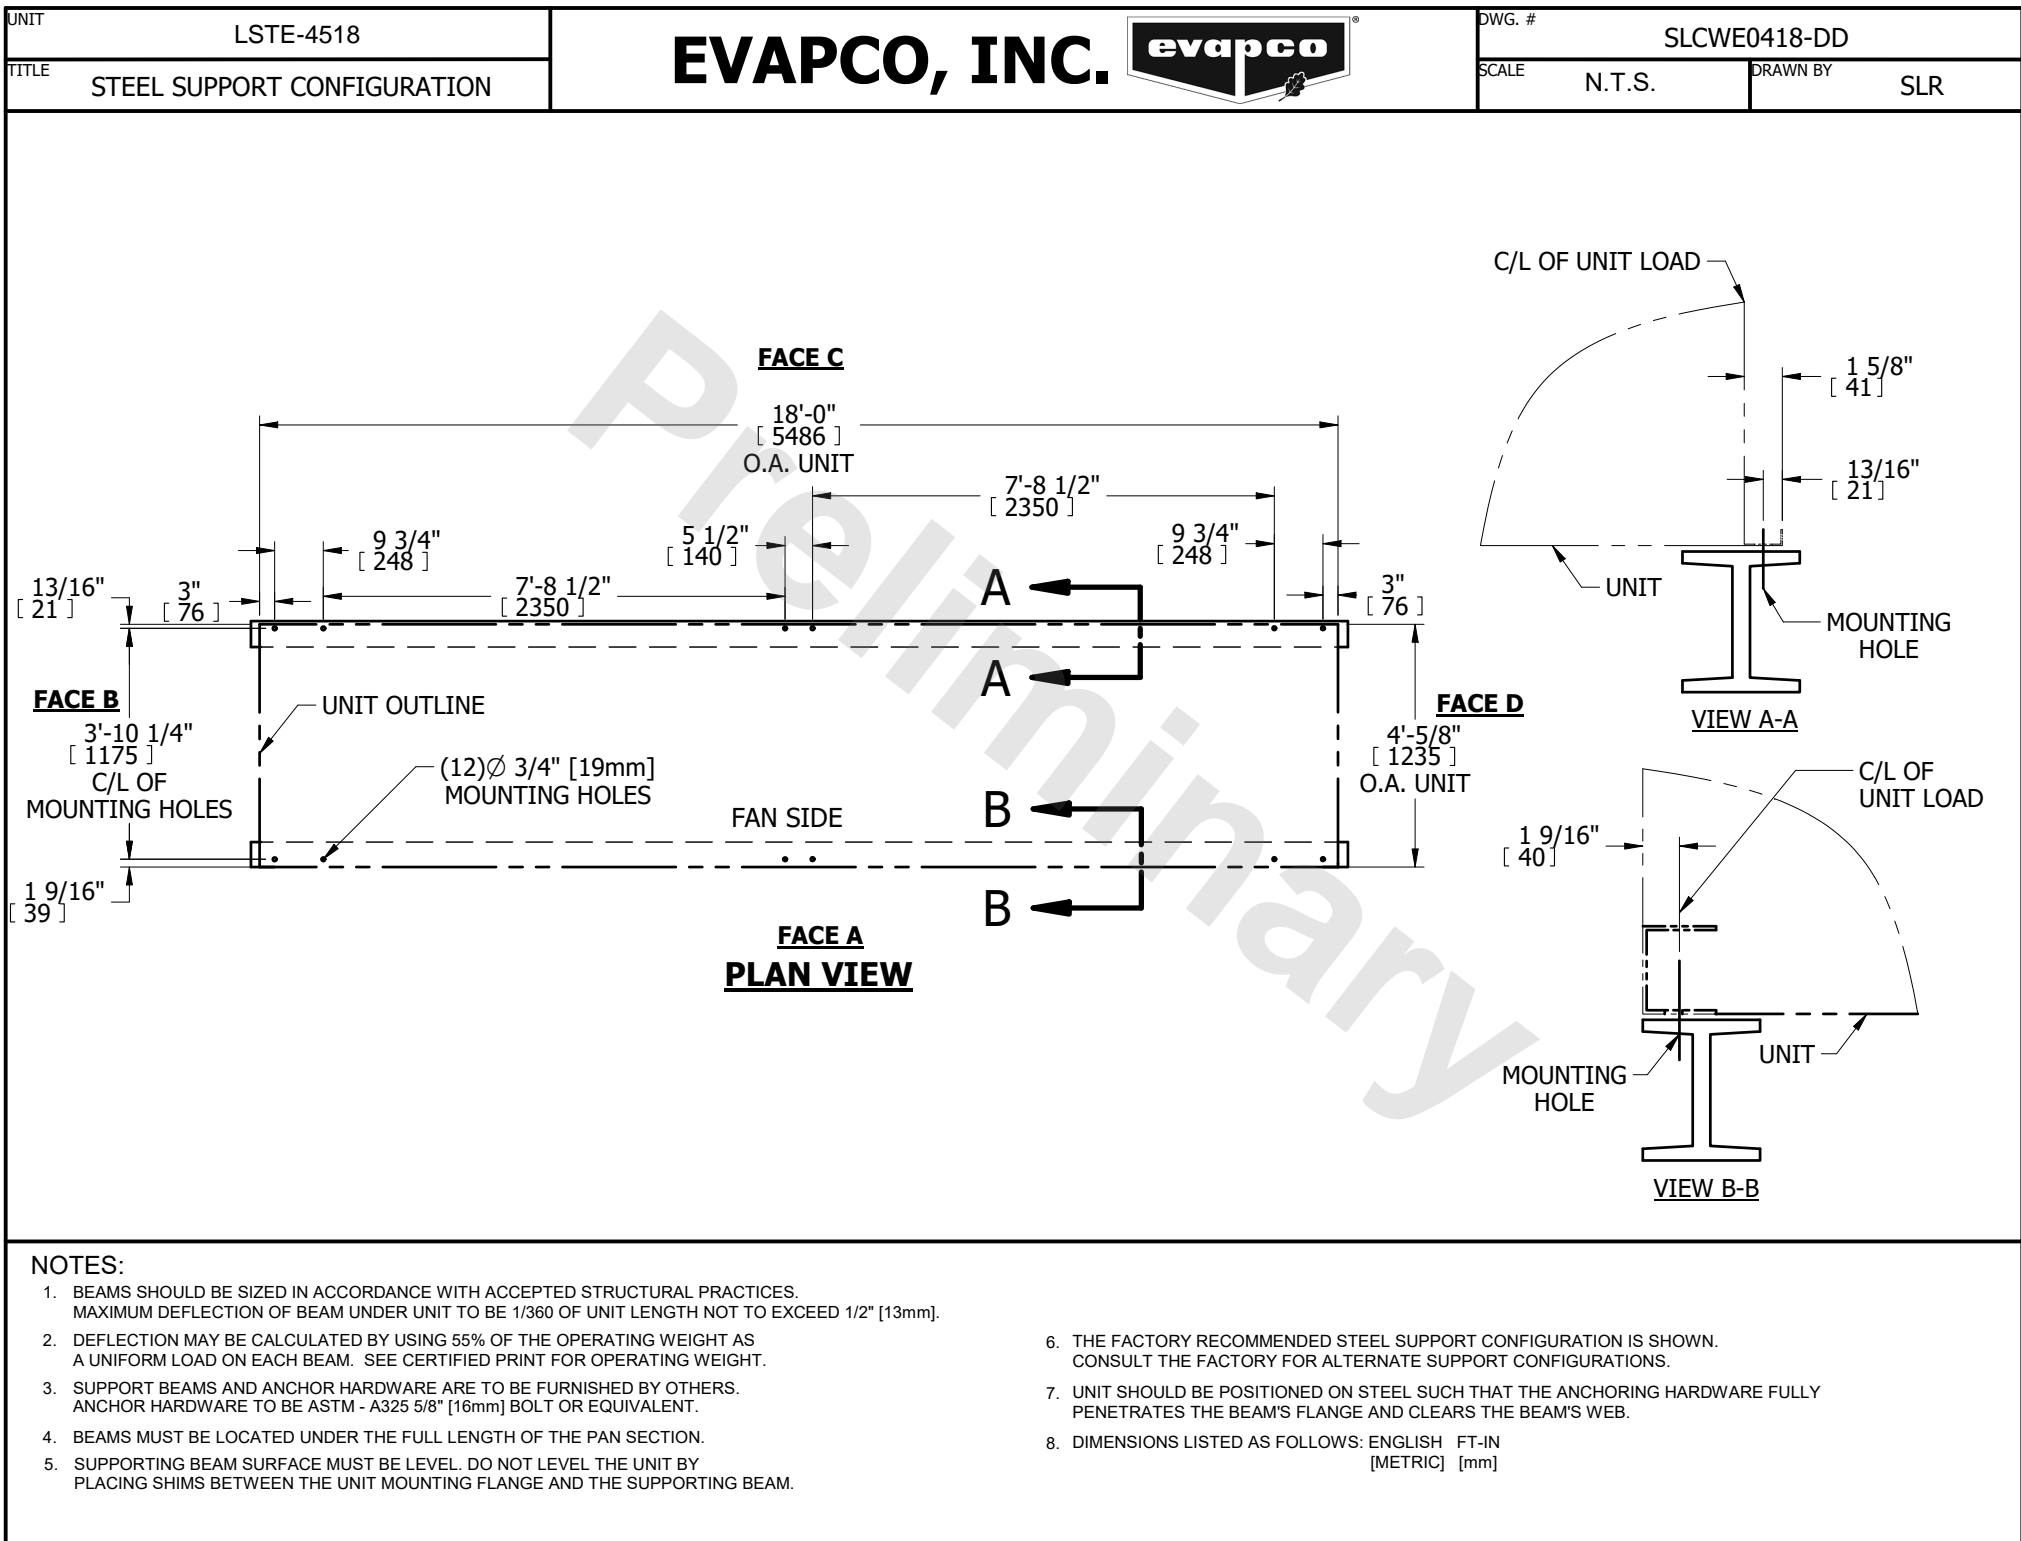 UNIT
LSTE-4518
TITLE
STEEL SUPPORT CONFIGURATION
EVAPCO, INC.
evapco
®
DWG. #
SLCWE0418-DD
SCALE
N.T.S.
DRAWN BY
SLR
FACE C
18'-0"
[ 5486 ]
O.A. UNIT
7'-8 1/2"
[ 2350 ]
9 3/4"
[ 248 ]
5 1/2"
[ 140 ]
9 3/4"
[ 248 ]
13/16"
[ 21 ]
3"
[ 76 ]
7'-8 1/2"
[ 2350 ]
A
3"
[ 76 ]
A
FACE B
UNIT OUTLINE
FACE D
3'-10 1/4"
[ 1175 ]
C/L OF
MOUNTING HOLES
4'-5/8"
[ 1235 ]
O.A. UNIT
(12)∅ 3/4" [19mm]
MOUNTING HOLES
FAN SIDE
B
B
1 9/16"
[ 39 ]
FACE A
PLAN VIEW
Preliminary
C/L OF UNIT LOAD
1 5/8"
[ 41 ]
13/16"
[ 21 ]
UNIT
MOUNTING
HOLE
VIEW A-A
C/L OF
UNIT LOAD
1 9/16"
[ 40 ]
UNIT
MOUNTING
HOLE
VIEW B-B
NOTES:
1. BEAMS SHOULD BE SIZED IN ACCORDANCE WITH ACCEPTED STRUCTURAL PRACTICES.
MAXIMUM DEFLECTION OF BEAM UNDER UNIT TO BE 1/360 OF UNIT LENGTH NOT TO EXCEED 1/2" [13mm].
2. DEFLECTION MAY BE CALCULATED BY USING 55% OF THE OPERATING WEIGHT AS
A UNIFORM LOAD ON EACH BEAM. SEE CERTIFIED PRINT FOR OPERATING WEIGHT.
3. SUPPORT BEAMS AND ANCHOR HARDWARE ARE TO BE FURNISHED BY OTHERS.
ANCHOR HARDWARE TO BE ASTM - A325 5/8" [16mm] BOLT OR EQUIVALENT.
4. BEAMS MUST BE LOCATED UNDER THE FULL LENGTH OF THE PAN SECTION.
5. SUPPORTING BEAM SURFACE MUST BE LEVEL. DO NOT LEVEL THE UNIT BY
PLACING SHIMS BETWEEN THE UNIT MOUNTING FLANGE AND THE SUPPORTING BEAM.
6. THE FACTORY RECOMMENDED STEEL SUPPORT CONFIGURATION IS SHOWN.
CONSULT THE FACTORY FOR ALTERNATE SUPPORT CONFIGURATIONS.
7. UNIT SHOULD BE POSITIONED ON STEEL SUCH THAT THE ANCHORING HARDWARE FULLY
PENETRATES THE BEAM'S FLANGE AND CLEARS THE BEAM'S WEB.
8. DIMENSIONS LISTED AS FOLLOWS: ENGLISH FT-IN
[METRIC] [mm]